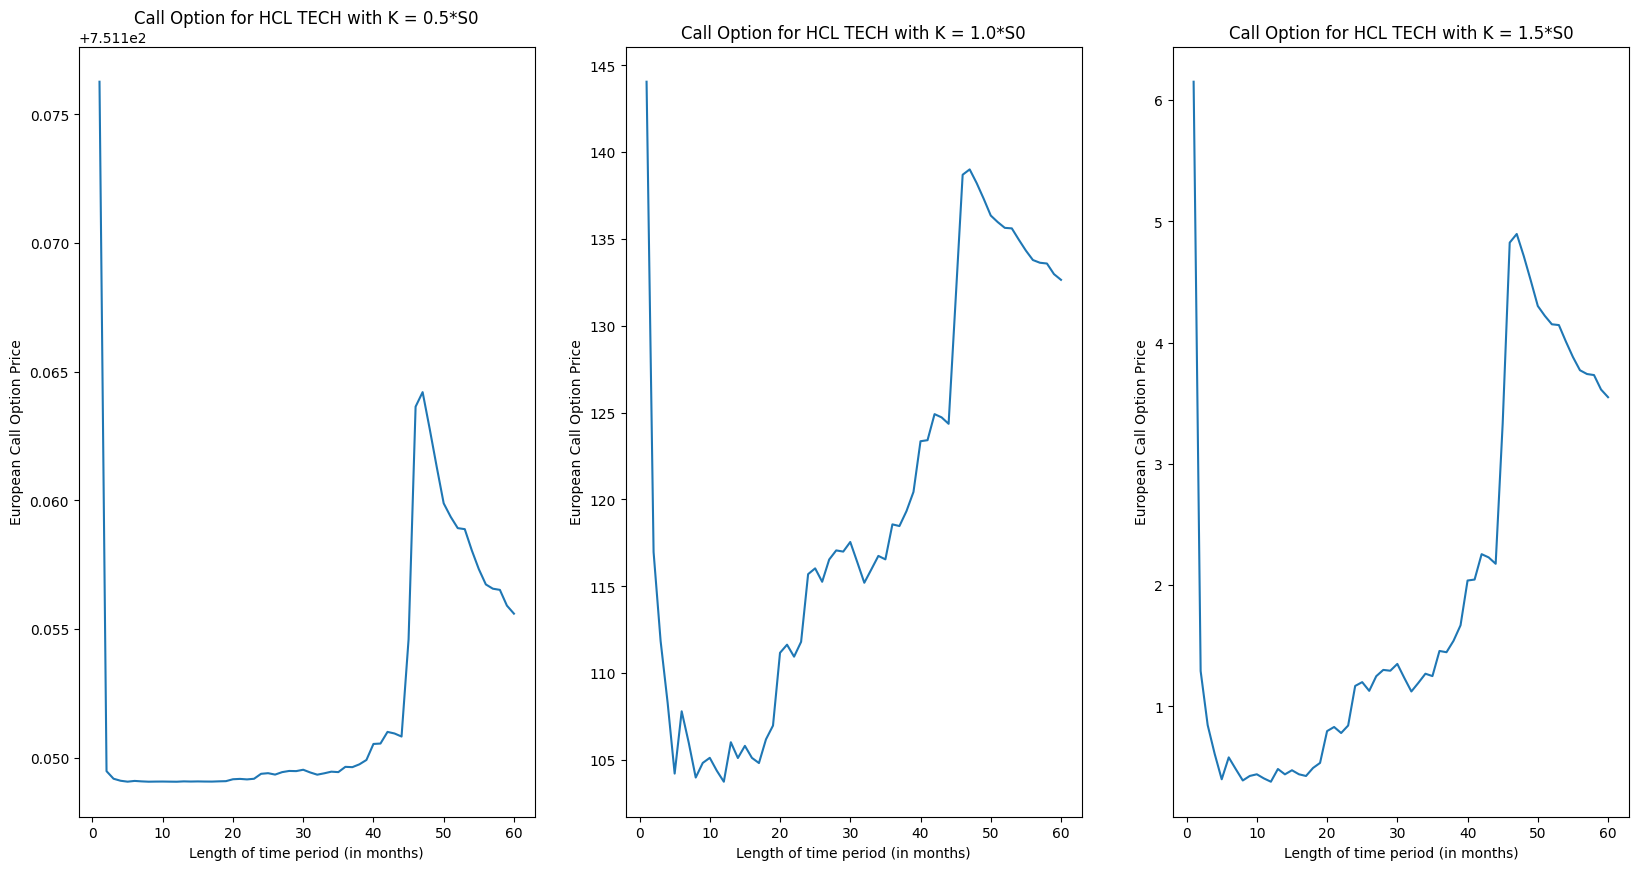 Call Option for HCL TECH with K = 0.5*S0
+7.511e2
0.075
0.070
0.065
0.060
0.055
0.050
European Call Option Price
0 10 20 30 40 50 60
Length of time period (in months)
Call Option for HCL TECH with K = 1.0*S0
145
140
135
130
125
120
115
110
105
European Call Option Price
0 10 20 30 40 50 60
Length of time period (in months)
Call Option for HCL TECH with K = 1.5*S0
6
5
4
3
2
1
European Call Option Price
0 10 20 30 40 50 60
Length of time period (in months)